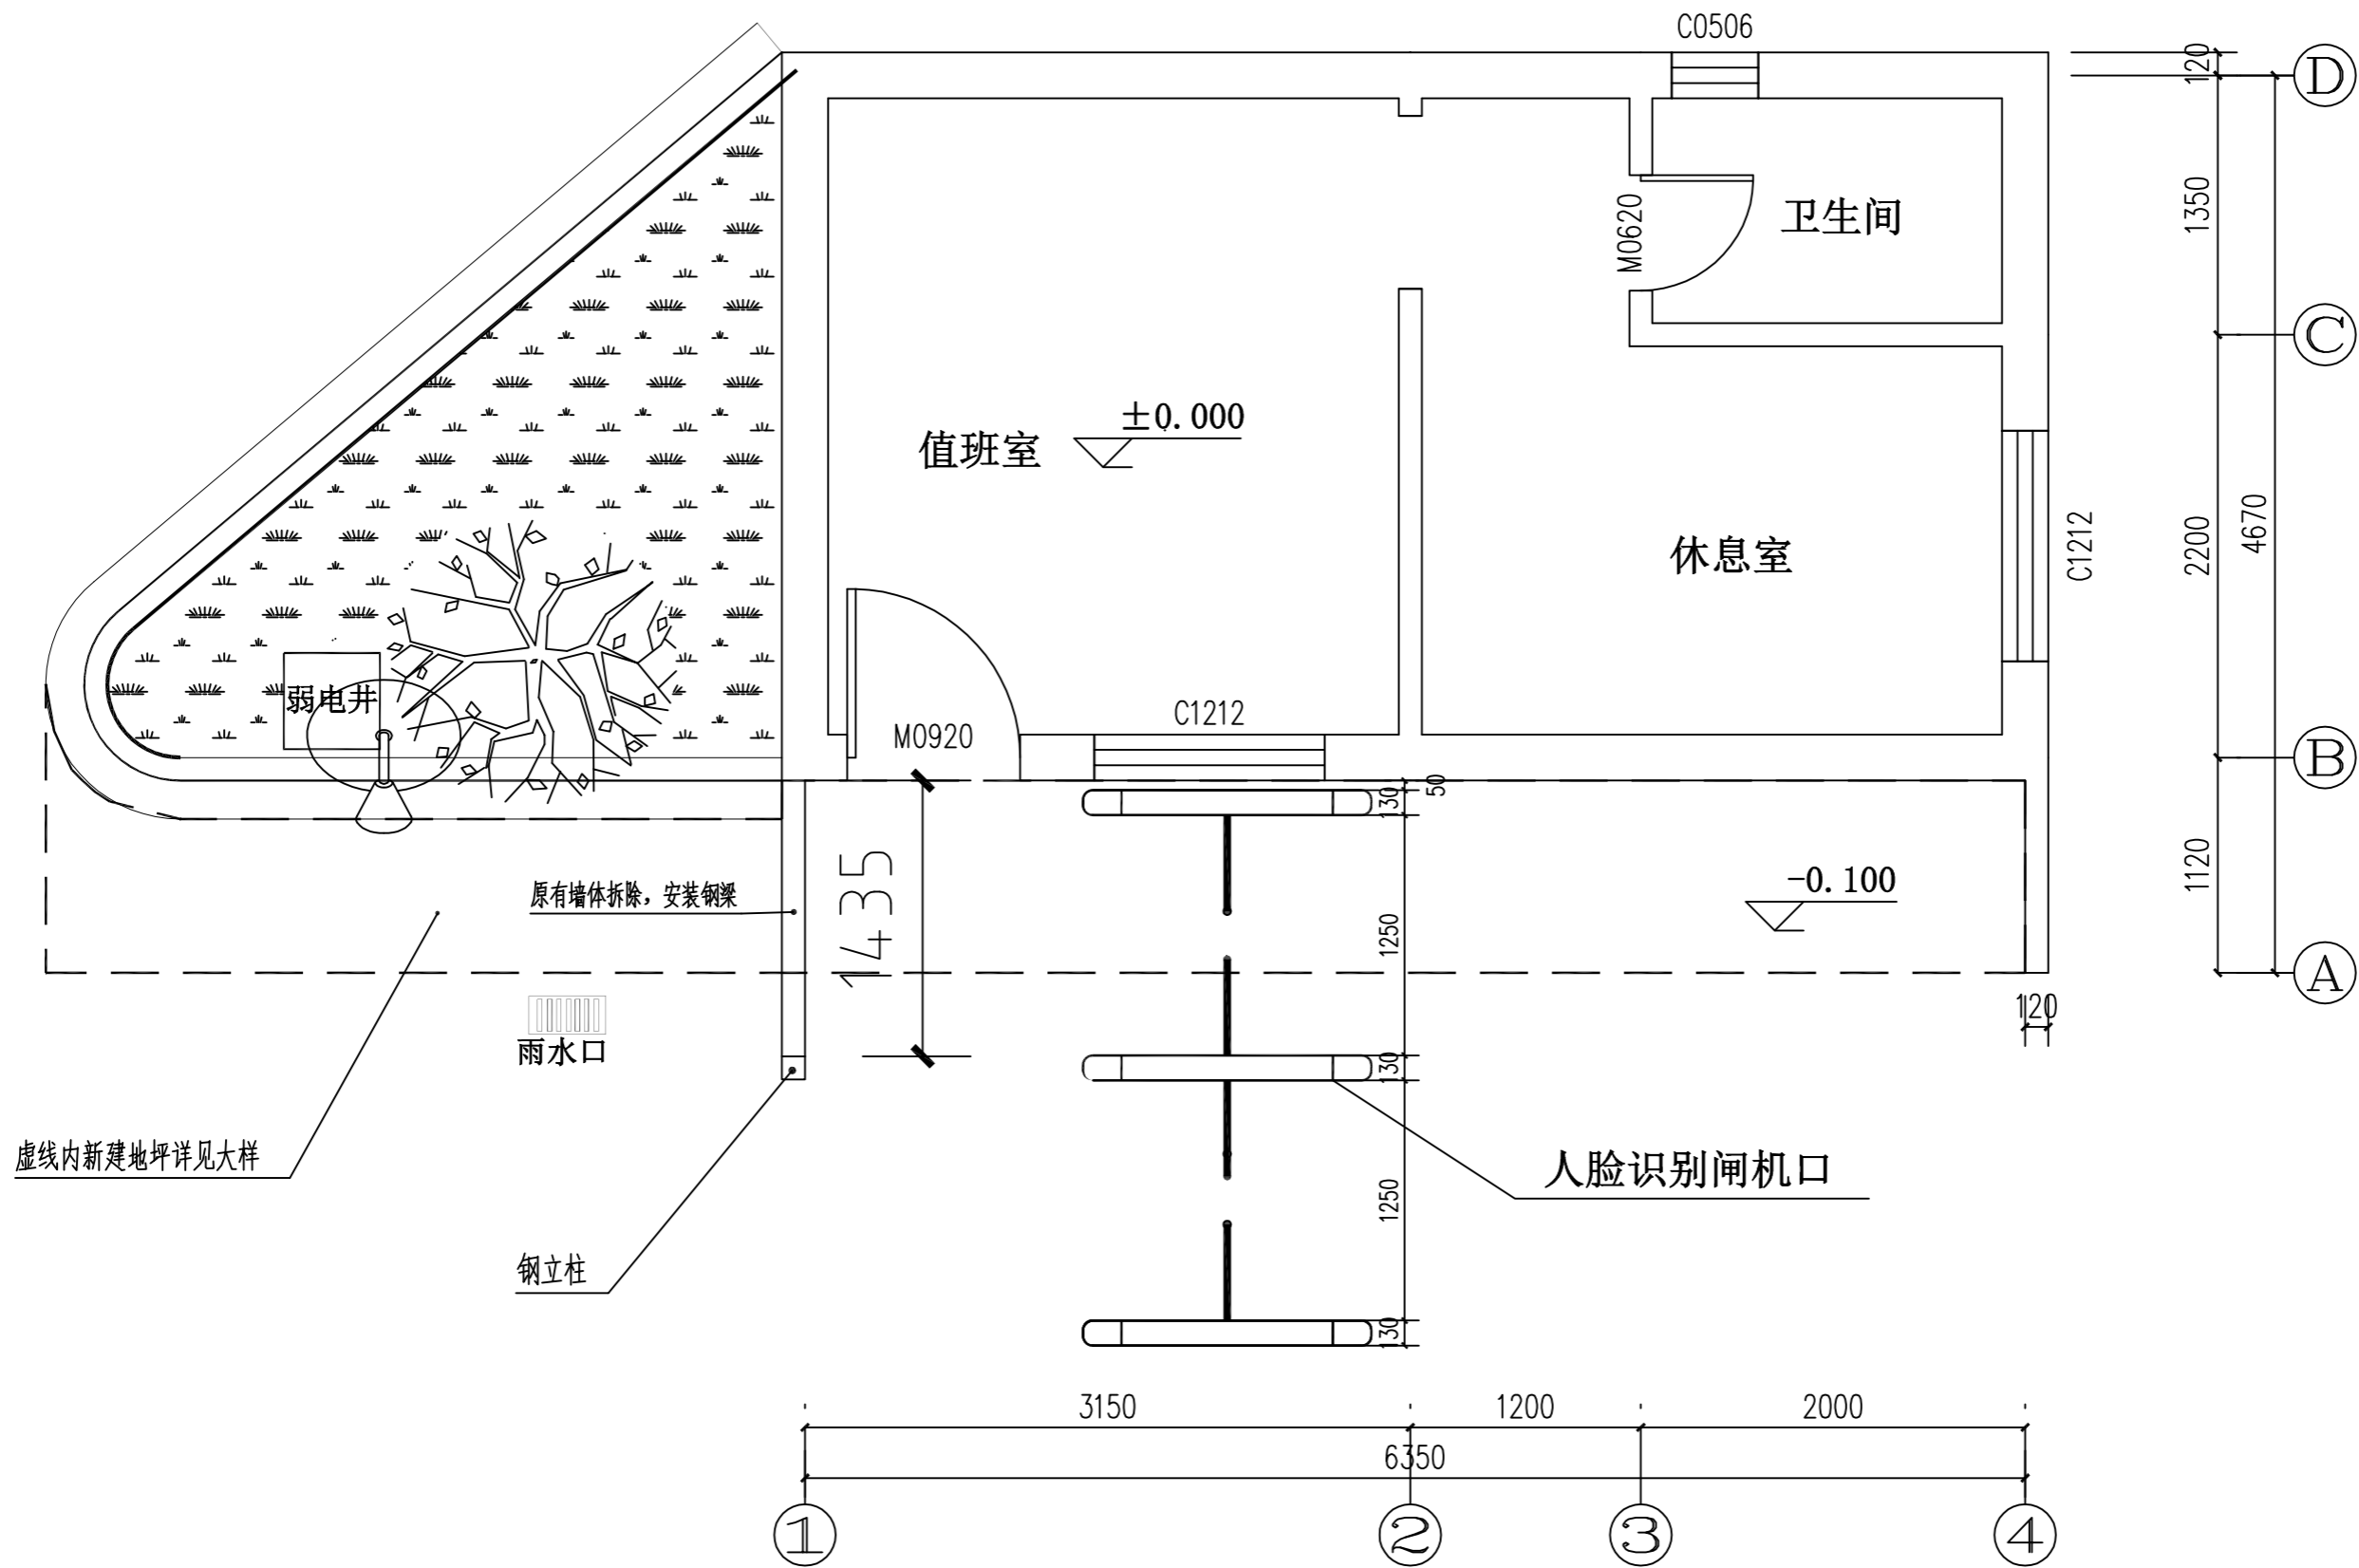 C0506
120
D
1350
M0620
卫生间
C
±0.000
值班室
休息室
2200
4670
C1212
弱电井
M0920
C1212
B
50
130
原有墙体拆除，安装钢梁
1435
-0.100
1120
1250
A
120
雨水口
130
虚线内新建地坪详见大样
人脸识别闸机口
1250
钢立柱
130
3150
1200
2000
6350
1
2
3
4